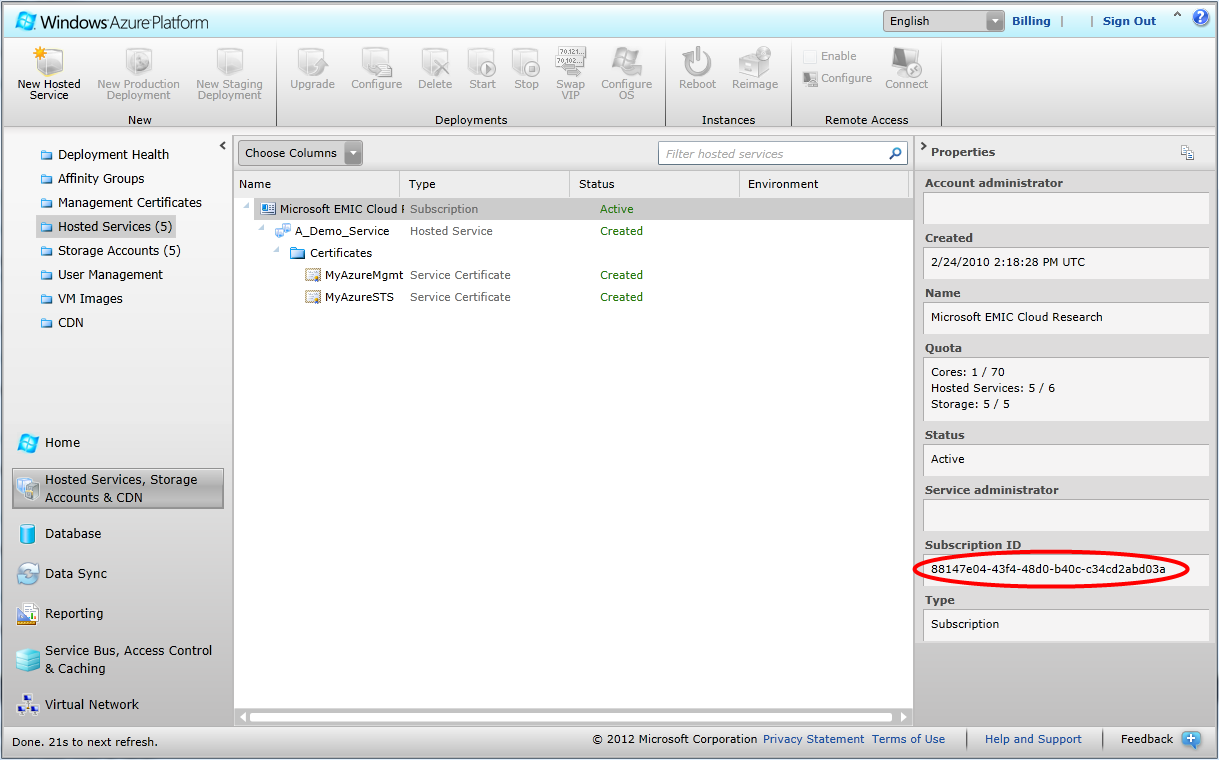 Windows Azure Platform
English
Billing | | Sign Out
New Hosted Service
New Production Deployment
New Staging Deployment
New
Upgrade
Configure
Delete
Start
Stop
70.121...
70.102...
Swap VIP
Configure OS
Deployments
Reboot
Reimage
Instances
Enable
Configure
Connect
Remote Access
Deployment Health
Affinity Groups
Management Certificates
Hosted Services (5)
Storage Accounts (5)
User Management
VM Images
CDN
Home
Hosted Services, Storage
Accounts & CDN
Database
Data Sync
Reporting
Service Bus, Access Control
& Caching
Virtual Network
Choose Columns
Filter hosted services
Name Type Status Environment
Microsoft EMIC Cloud Subscription Active
A_Demo_Service Hosted Service Created
Certificates
MyAzureMgmt Service Certificate Created
MyAzureSTS Service Certificate Created
Properties
Account administrator
Created
2/24/2010 2:18:28 PM UTC
Name
Microsoft EMIC Cloud Research
Quota
Cores: 1 / 70
Hosted Services: 5 / 6
Storage: 5 / 5
Status
Active
Service administrator
Subscription ID
88147e04-43f4-48d0-b40c-c34cd2abd03a
Type
Subscription
Done. 21s to next refresh.
© 2012 Microsoft Corporation Privacy Statement Terms of Use | Help and Support | Feedback